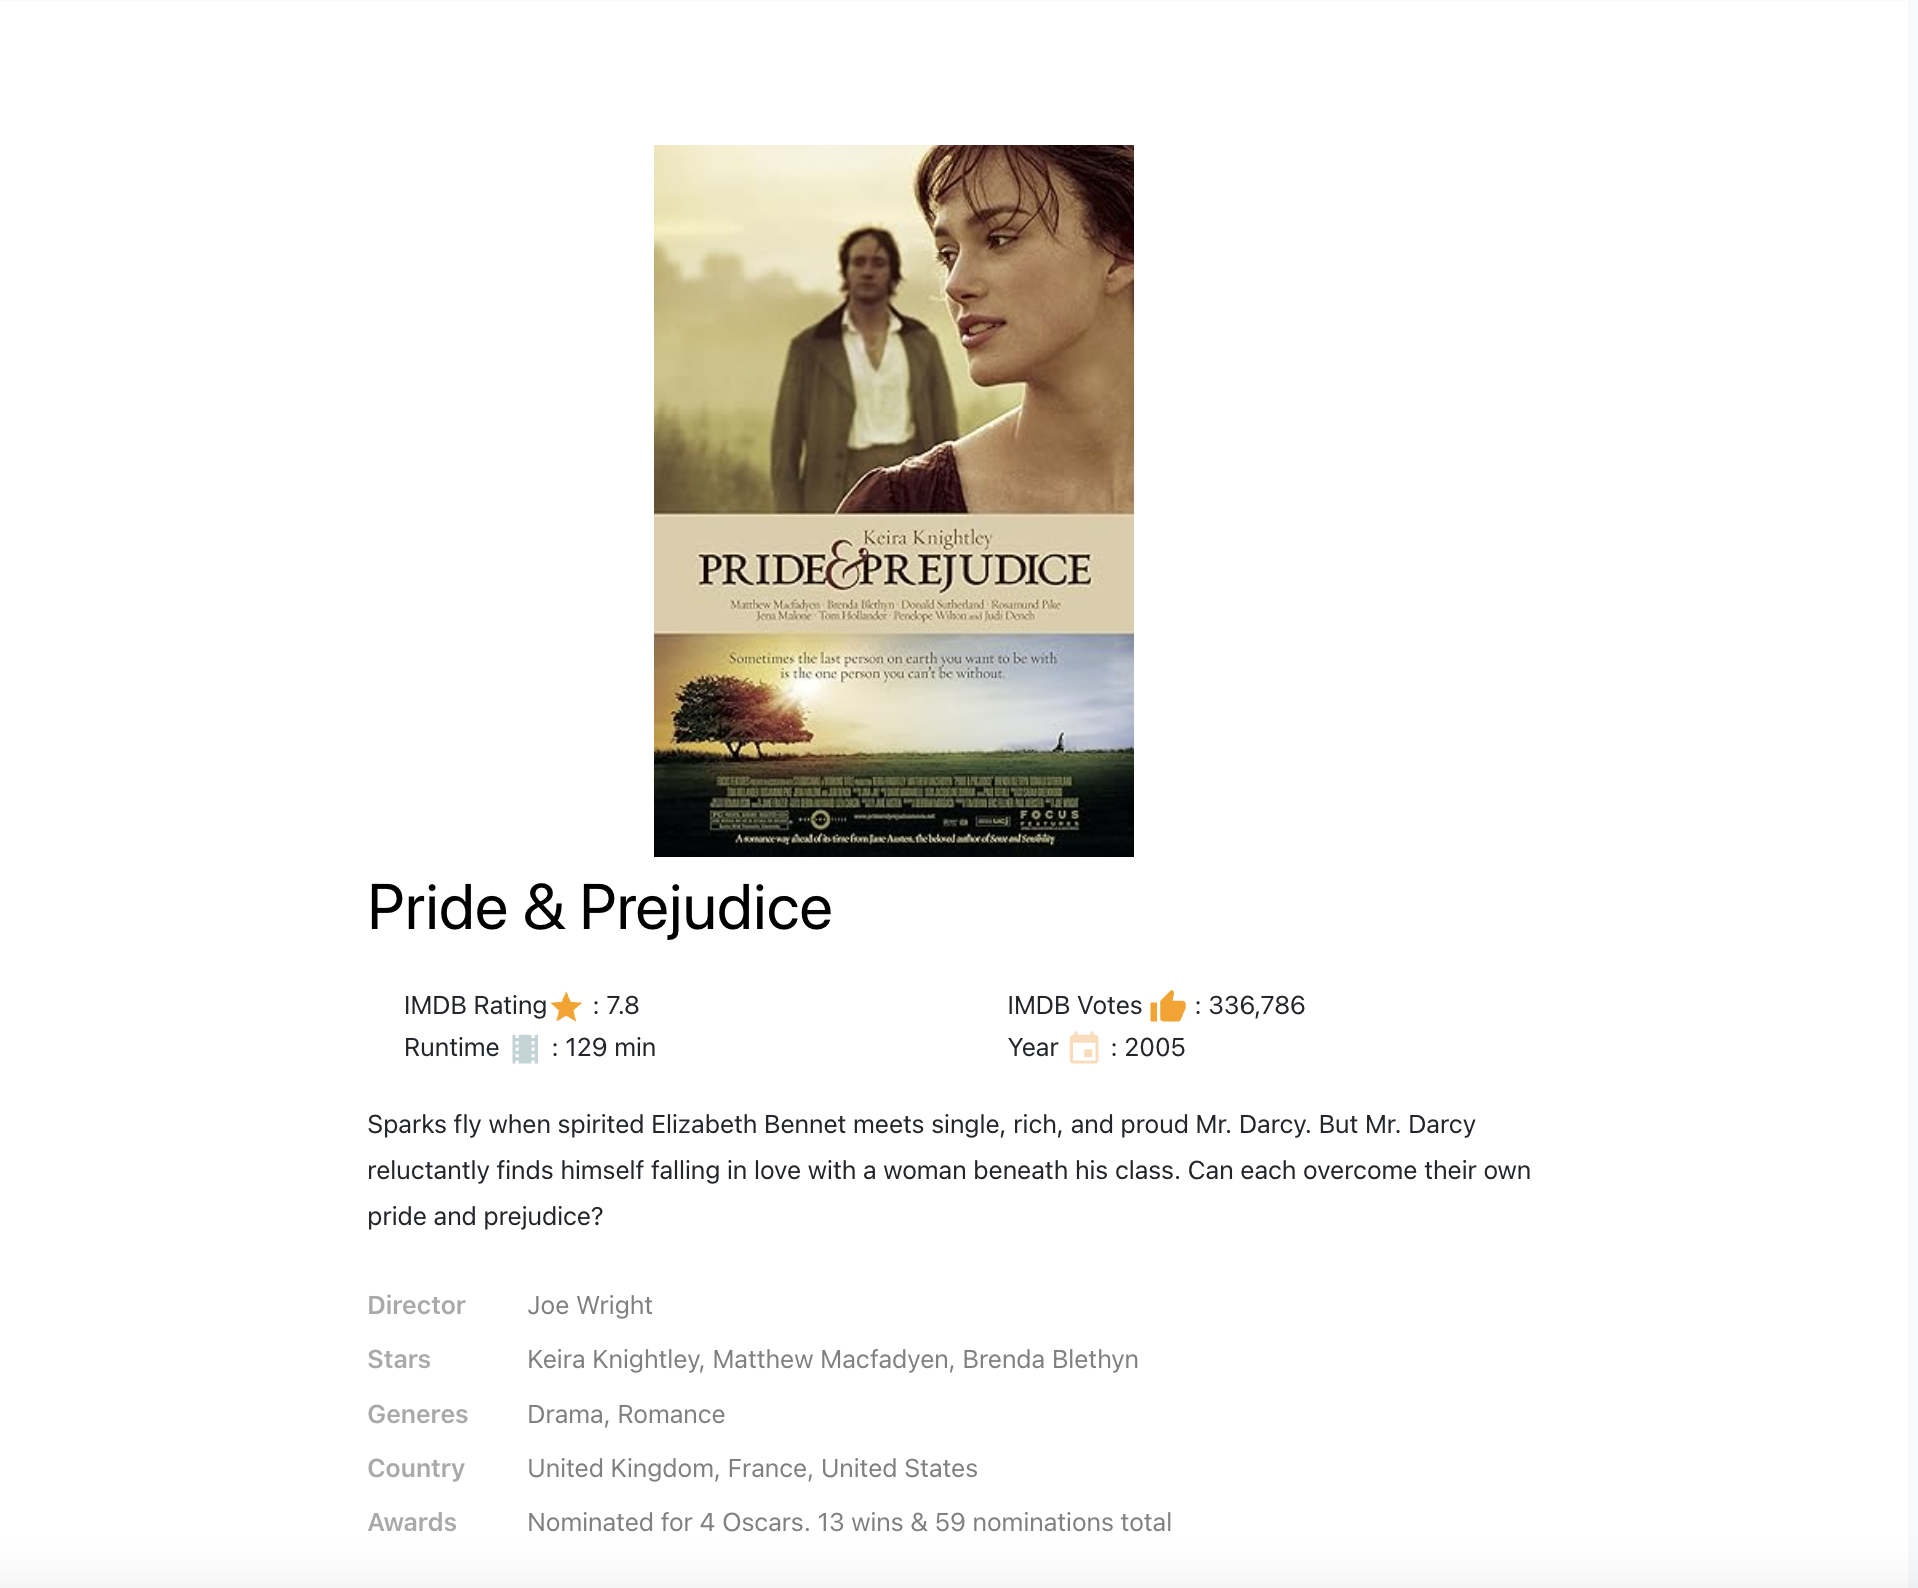 Keira Knightley
PRIDE & PREJUDICE
Matthew Macfadyen · Brenda Blethyn · Donald Sutherland · Rosamund Pike
Jena Malone · Tom Hollander · Penelope Wilton and Judi Dench
Sometimes the last person on earth you want to be with
is the one person you can't be without.
FOCUS
FEATURES
A romance way ahead of its time from Jane Austen, the beloved author of Sense and Sensibility
Pride & Prejudice
IMDB Rating : 7.8
IMDB Votes : 336,786
Runtime : 129 min
Year : 2005
Sparks fly when spirited Elizabeth Bennet meets single, rich, and proud Mr. Darcy. But Mr. Darcy
reluctantly finds himself falling in love with a woman beneath his class. Can each overcome their own
pride and prejudice?
Director Joe Wright
Stars Keira Knightley, Matthew Macfadyen, Brenda Blethyn
Generes Drama, Romance
Country United Kingdom, France, United States
Awards Nominated for 4 Oscars. 13 wins & 59 nominations total